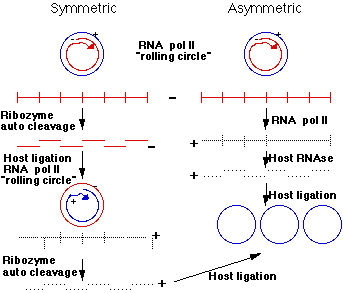 Symmetric
Asymmetric
- +
RNA pol II
"rolling circle"
- +
-
Ribozyme
auto cleavage
RNA pol II
-
+
Host ligation
RNA pol II
"rolling circle"
Host RNAse
+
-
+
Host ligation
+
Ribozyme
auto cleavage
+
Host ligation